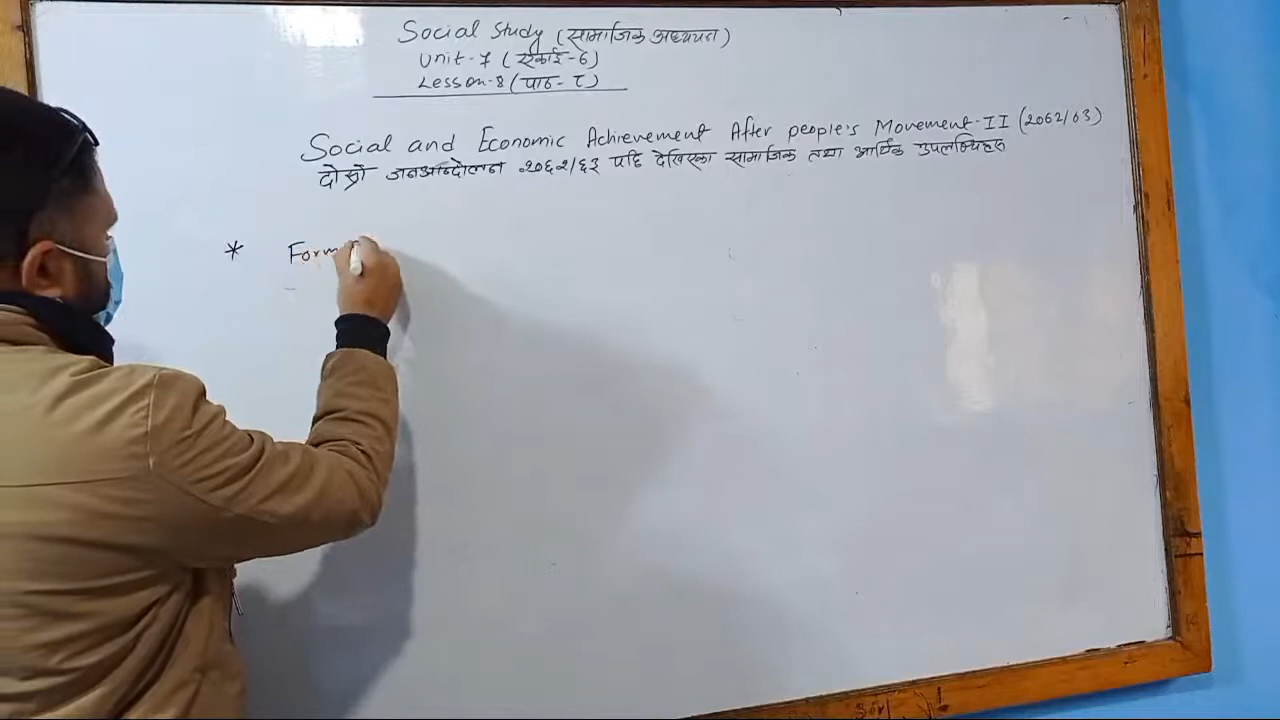 Social Study (सामाजिक अध्ययन)
Unit-7 (एकाई-७)
Lesson-8 (पाठ-८)
Social and Economic Achievement After people's Movement-II (2062/63)
दोस्रो जनआन्दोलन २०६२/६३ पछि देखिएका सामाजिक तथा आर्थिक उपलब्धिहरु
* Form